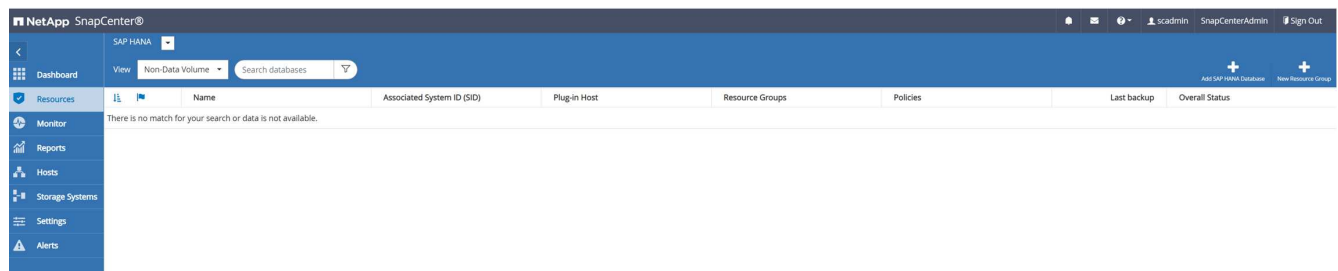 NetApp SnapCenter® scadmin SnapCenterAdmin Sign Out
SAP HANA
View Non-Data Volume Search databases
Add SAP HANA Database New Resource Group
Name Associated System ID (SID) Plug-in Host Resource Groups Policies Last backup Overall Status
There is no match for your search or data is not available.
Dashboard
Resources
Monitor
Reports
Hosts
Storage Systems
Settings
Alerts